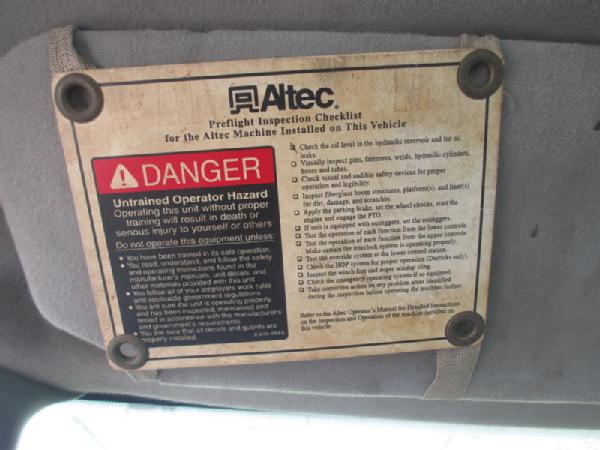 Altec®
Preflight Inspection Checklist
for the Altec Machine Installed on This Vehicle
DANGER
Untrained Operator Hazard
Operating this unit without proper
training will result in death or
serious injury to yourself or others
Do not operate this equipment unless:
• You have been trained in its safe operation.
• You read, understand, and follow the safety
and operating instructions found in the
manufacturer's manuals, unit decals, and
other materials provided with this unit.
• You follow all of your employers work rules
and applicable government regulations.
• You are sure the unit is operating properly,
and has been inspected, maintained and
tested in accordance with the manufacturers
and government's requirements.
• You are sure that all decals and guards are
properly installed.
❑ Check the oil level in the hydraulic reservoir and for oil
leaks.
❑ Visually inspect pins, fasteners, welds, hydraulic cylinders,
hoses and tubes.
❑ Check visual and audible safety devices for proper
operation and legibility.
❑ Inspect fiberglass boom structures, platform(s), and liner(s)
for dirt, damage, and scratches.
❑ Apply the parking brake, set the wheel chocks, start the
engine and engage the PTO.
❑ If unit is equipped with outriggers, set the outriggers.
❑ Test the operation of each function from the lower controls.
❑ Test the operation of each function from the upper controls.
Make certain the interlock system is operating properly.
❑ Test the override system at the lower control station.
❑ Check the HOP system for proper operation (Derricks only).
❑ Inspect the winch line and auger windup sling.
❑ Check the emergency operating system if so equipped.
❑ Take corrective action on any problem areas identified
during the inspection before operating the machine further.
Refer to the Altec Operator's Manual for Detailed Instructions
on the Inspection and Operation of the machine installed on
this vehicle.